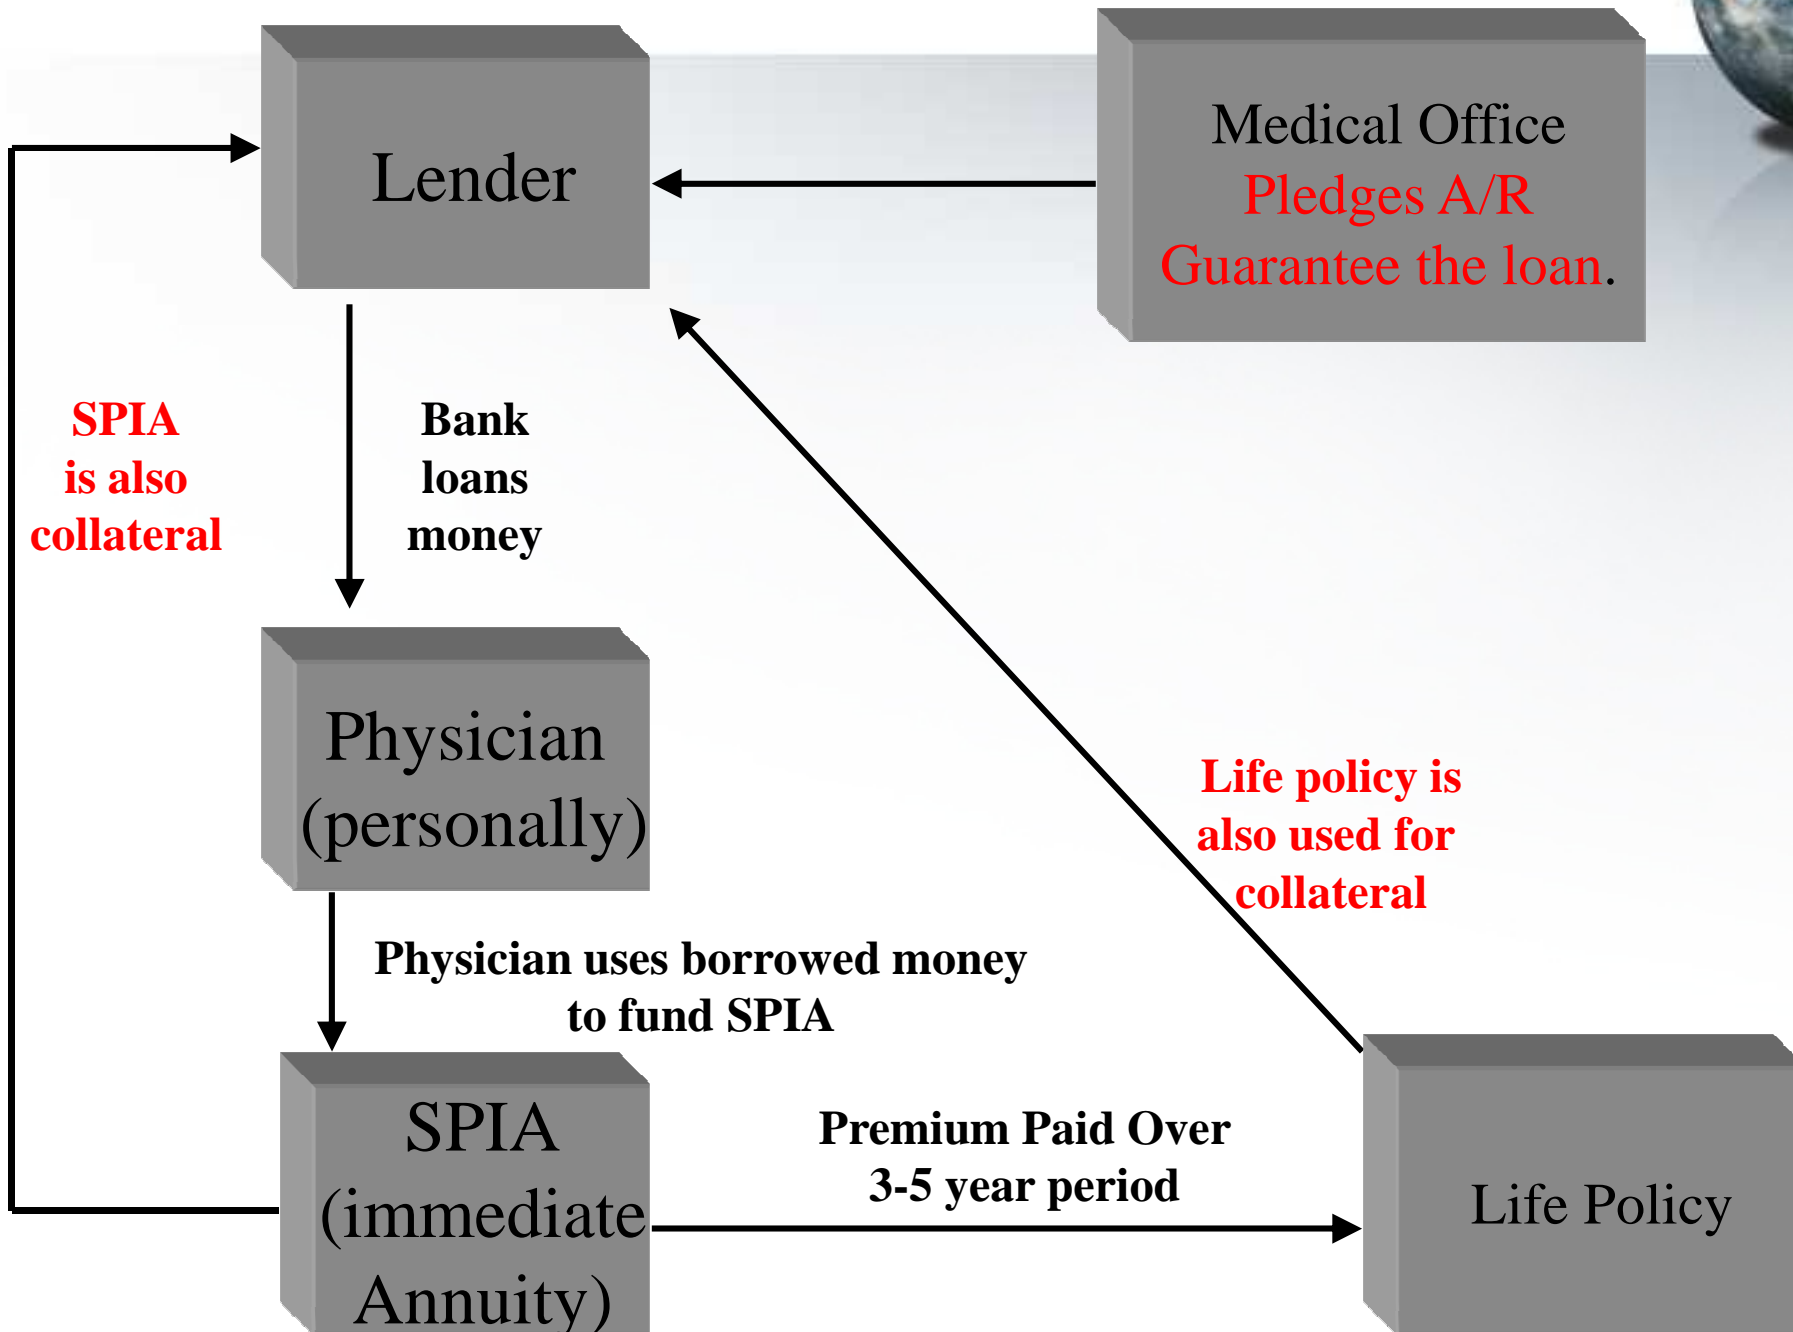 Lender
Medical Office
Pledges A/R
Guarantee the loan.
SPIA
is also
collateral
Bank
loans
money
Physician
(personally)
Life policy is
also used for
collateral
Physician uses borrowed money
to fund SPIA
SPIA
(immediate
Annuity)
Premium Paid Over
3-5 year period
Life Policy